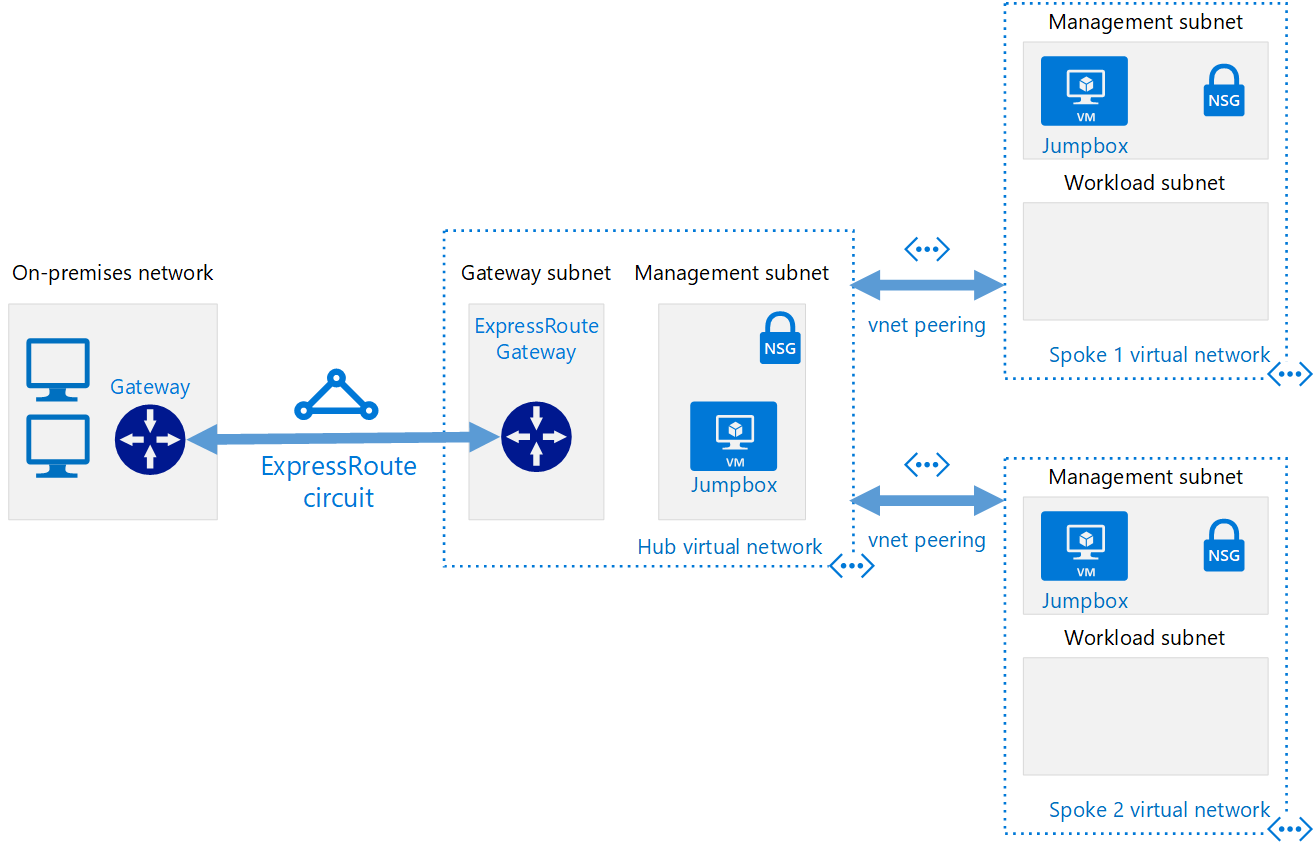 On-premises network
Gateway
ExpressRoute
circuit
Gateway subnet
ExpressRoute
Gateway
Management subnet
NSG
VM
Jumpbox
Hub virtual network
vnet peering
vnet peering
Management subnet
VM
NSG
Jumpbox
Workload subnet
Spoke 1 virtual network
Management subnet
VM
NSG
Jumpbox
Workload subnet
Spoke 2 virtual network